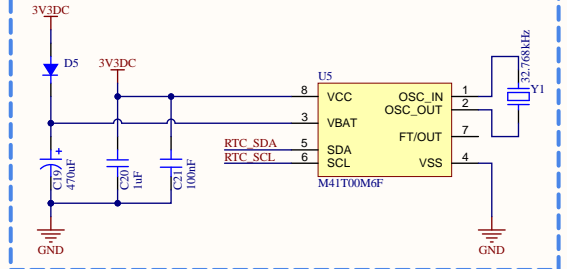 3V3DC
D5
3V3DC
32.768kHz
U5
8
VCC
OSC_IN
1
Y1
OSC_OUT
2
3
VBAT
FT/OUT
7
RTC_SDA
5
SDA
RTC_SCL
6
SCL
VSS
4
C19
470uF
C20
1uF
C21
100nF
M41T00M6F
GND
GND